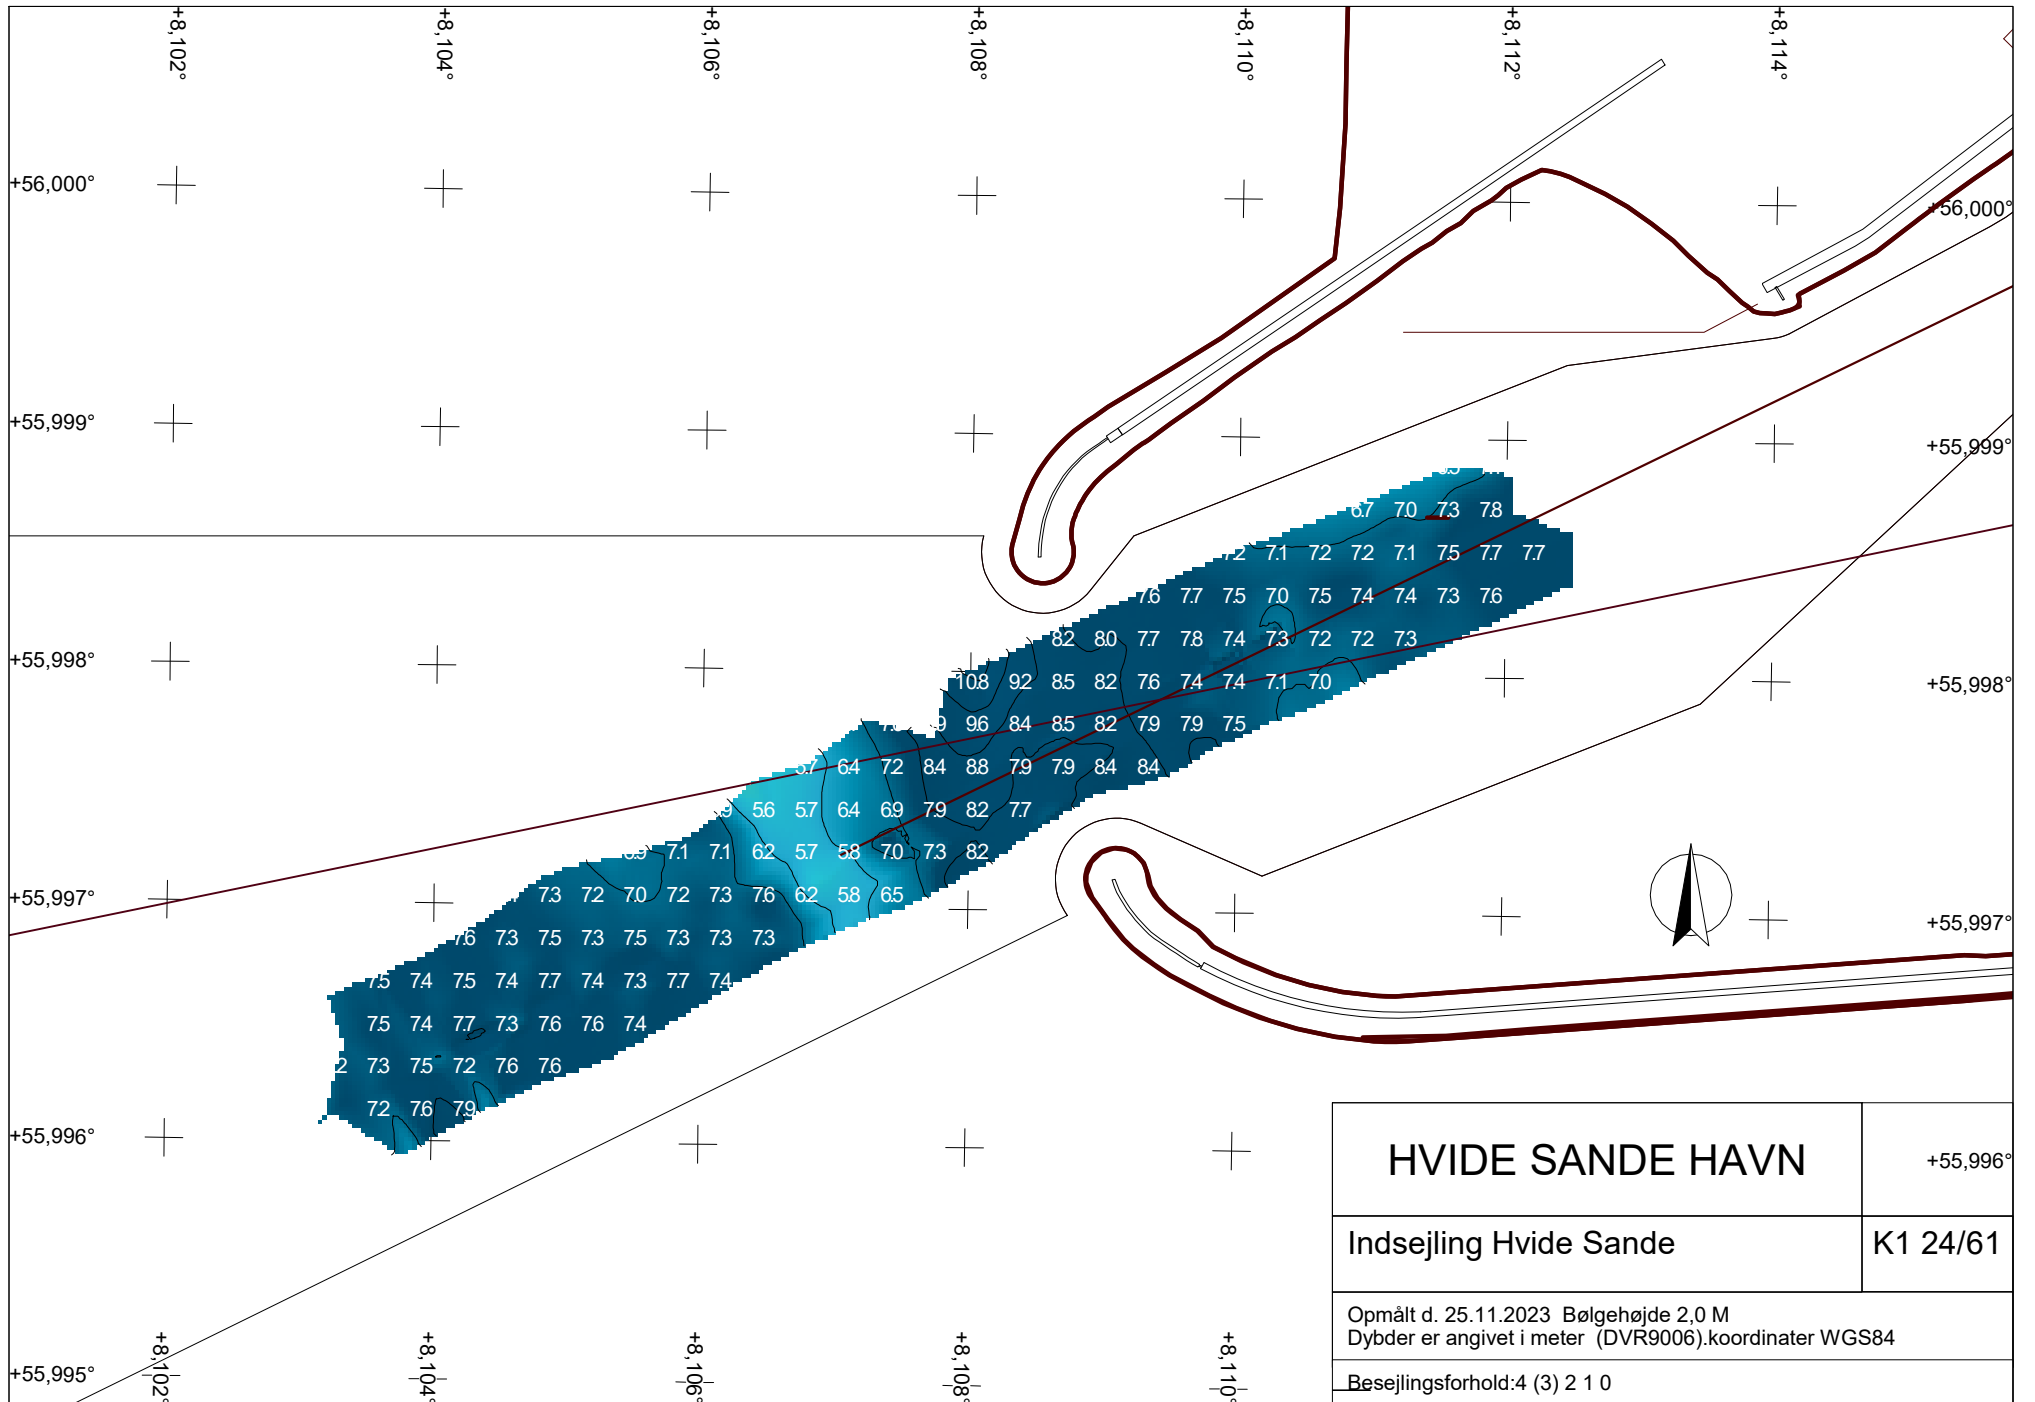 +8,102° +8,104° +8,106° +8,108° +8,110° +8,112° +8,114°
+56,000° +56,000°
+55,999° +55,999°
6.7 7.0 7.3 7.8
7.2 7.1 7.2 7.2 7.1 7.5 7.7 7.7
7.6 7.7 7.5 7.0 7.5 7.4 7.4 7.3 7.6
8.2 8.0 7.7 7.8 7.4 7.3 7.2 7.2 7.3
+55,998° +55,998°
10.8 9.2 8.5 8.2 7.6 7.4 7.4 7.1 7.0
9.6 8.4 8.5 8.2 7.9 7.9 7.5
5.7 6.4 7.2 8.4 8.8 7.9 7.9 8.4 8.4
5.6 5.7 6.4 6.9 7.9 8.2 7.7
6.9 7.1 7.1 6.2 5.7 5.8 7.0 7.3 8.2
7.3 7.2 7.0 7.2 7.3 7.6 6.2 5.8 6.5
+55,997° +55,997°
7.6 7.3 7.5 7.3 7.5 7.3 7.3 7.3
7.5 7.4 7.5 7.4 7.7 7.4 7.3 7.7 7.4
7.5 7.4 7.7 7.3 7.6 7.6 7.4
7.3 7.5 7.2 7.6 7.6
7.2 7.6 7.9
+55,996° +55,996°
HVIDE SANDE HAVN
Indsejling Hvide Sande K1 24/61
Opmålt d. 25.11.2023 Bølgehøjde 2,0 M
Dybder er angivet i meter (DVR9006).koordinater WGS84
Besejlingsforhold:4 (3) 2 1 0
+55,995°
+8,102° +8,104° +8,106° +8,108° +8,110°